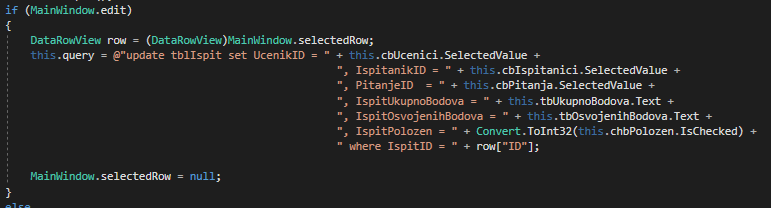 if (MainWindow.edit)
{
DataRowView row = (DataRowView)MainWindow.selectedRow;
this.query = @"update tblIspit set UcenikID = " + this.cbUcenici.SelectedValue +
", IspitanikID = " + this.cbIspitanici.SelectedValue +
", PitanjeID  = " + this.cbPitanja.SelectedValue +
", IspitUkupnoBodova = " + this.tbUkupnoBodova.Text +
", IspitOsvojenihBodova = " + this.tbOsvojenihBodova.Text +
", IspitPolozen = " + Convert.ToInt32(this.chbPolozen.IsChecked) +
" where IspitID = " + row["ID"];
MainWindow.selectedRow = null;
}
else